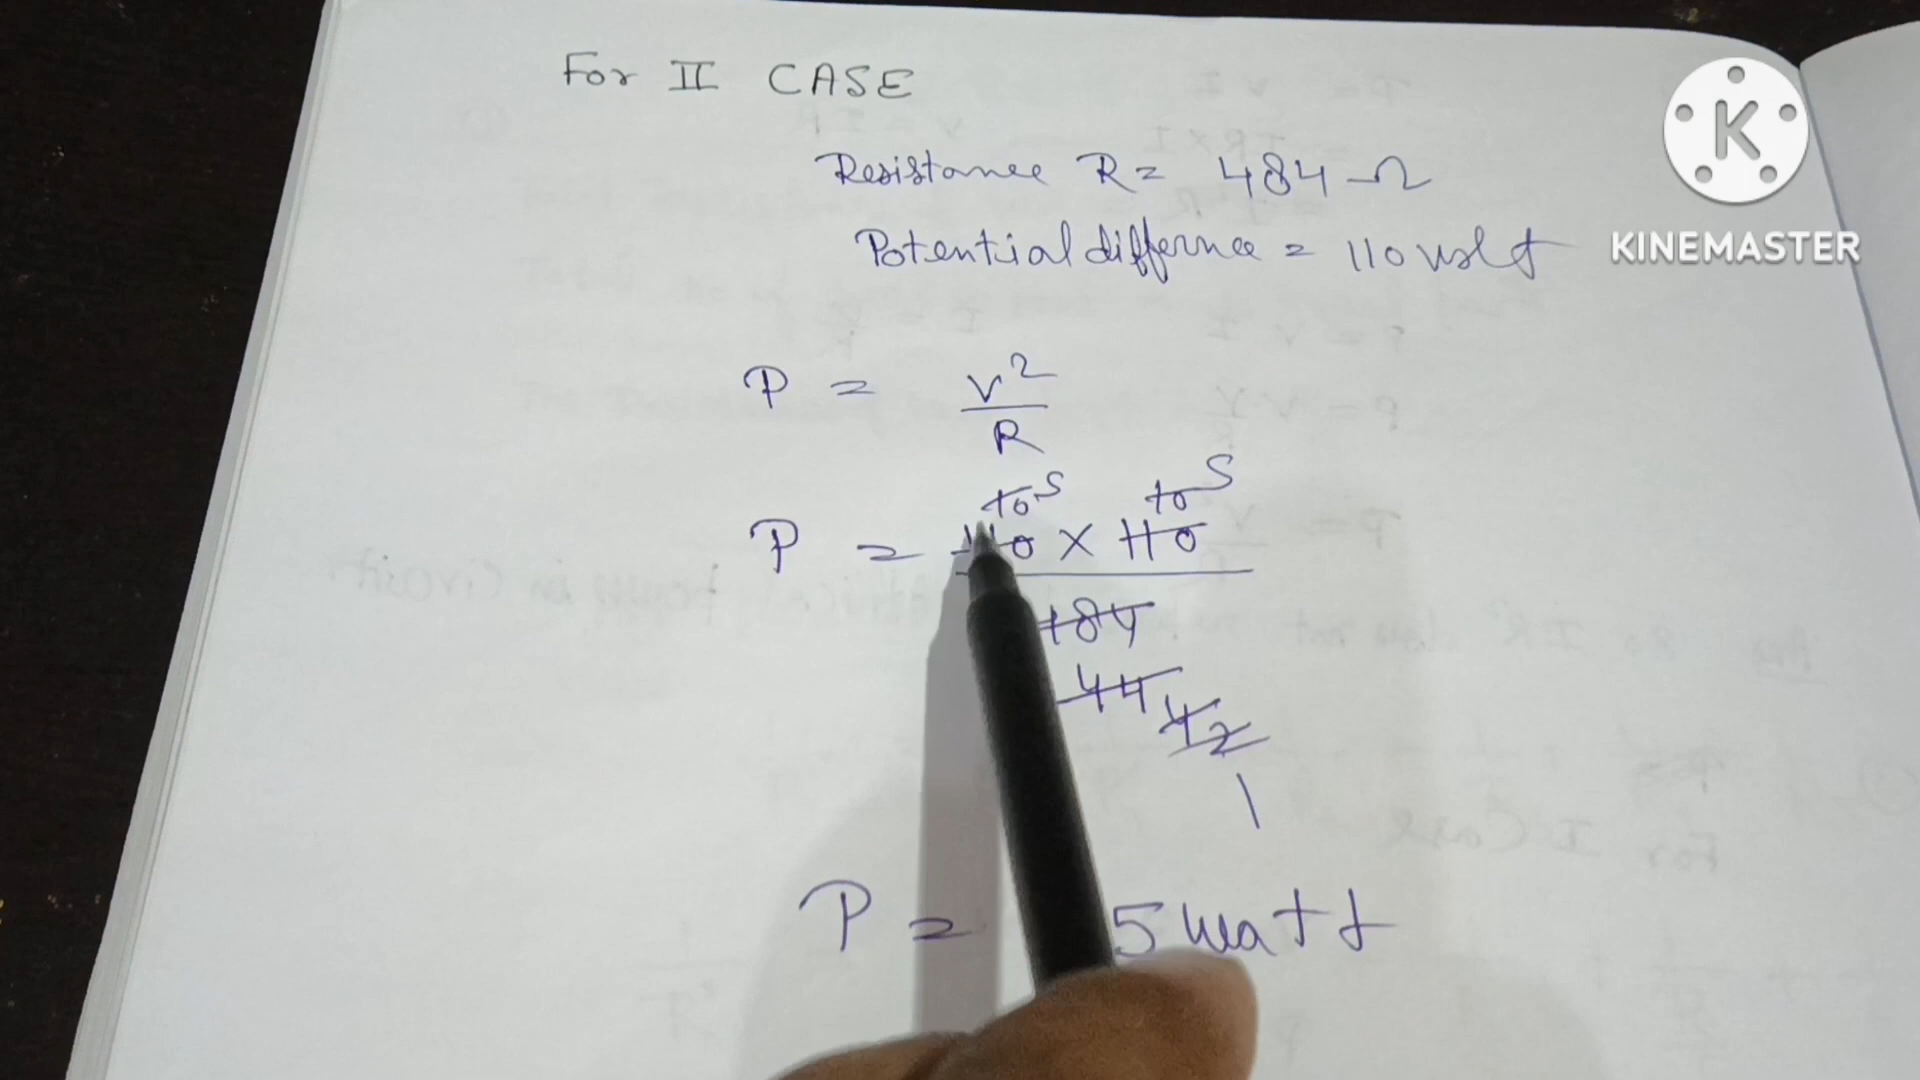 For II CASE
Resistance R = 484 Ω
Potential differnce = 110 volt
P = V²
R
10 5 10 5
P = 110 × 110
484
44
4 2
1
P = 5 watt
K
KINEMASTER